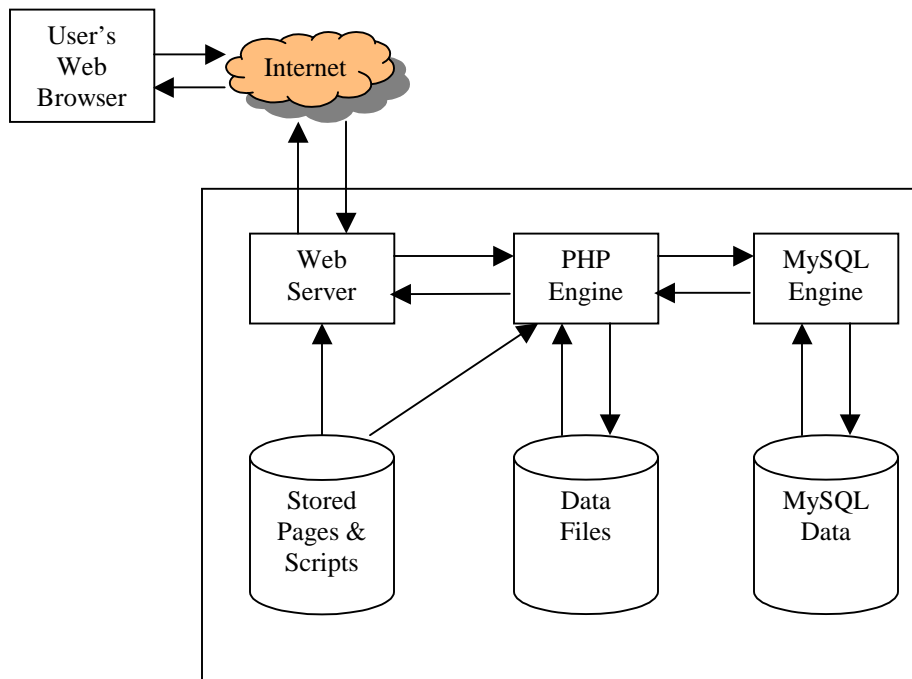 User’s
Web
Browser
Internet
Web
Server
PHP
Engine
MySQL
Engine
Stored
Pages &
Scripts
Data
Files
MySQL
Data